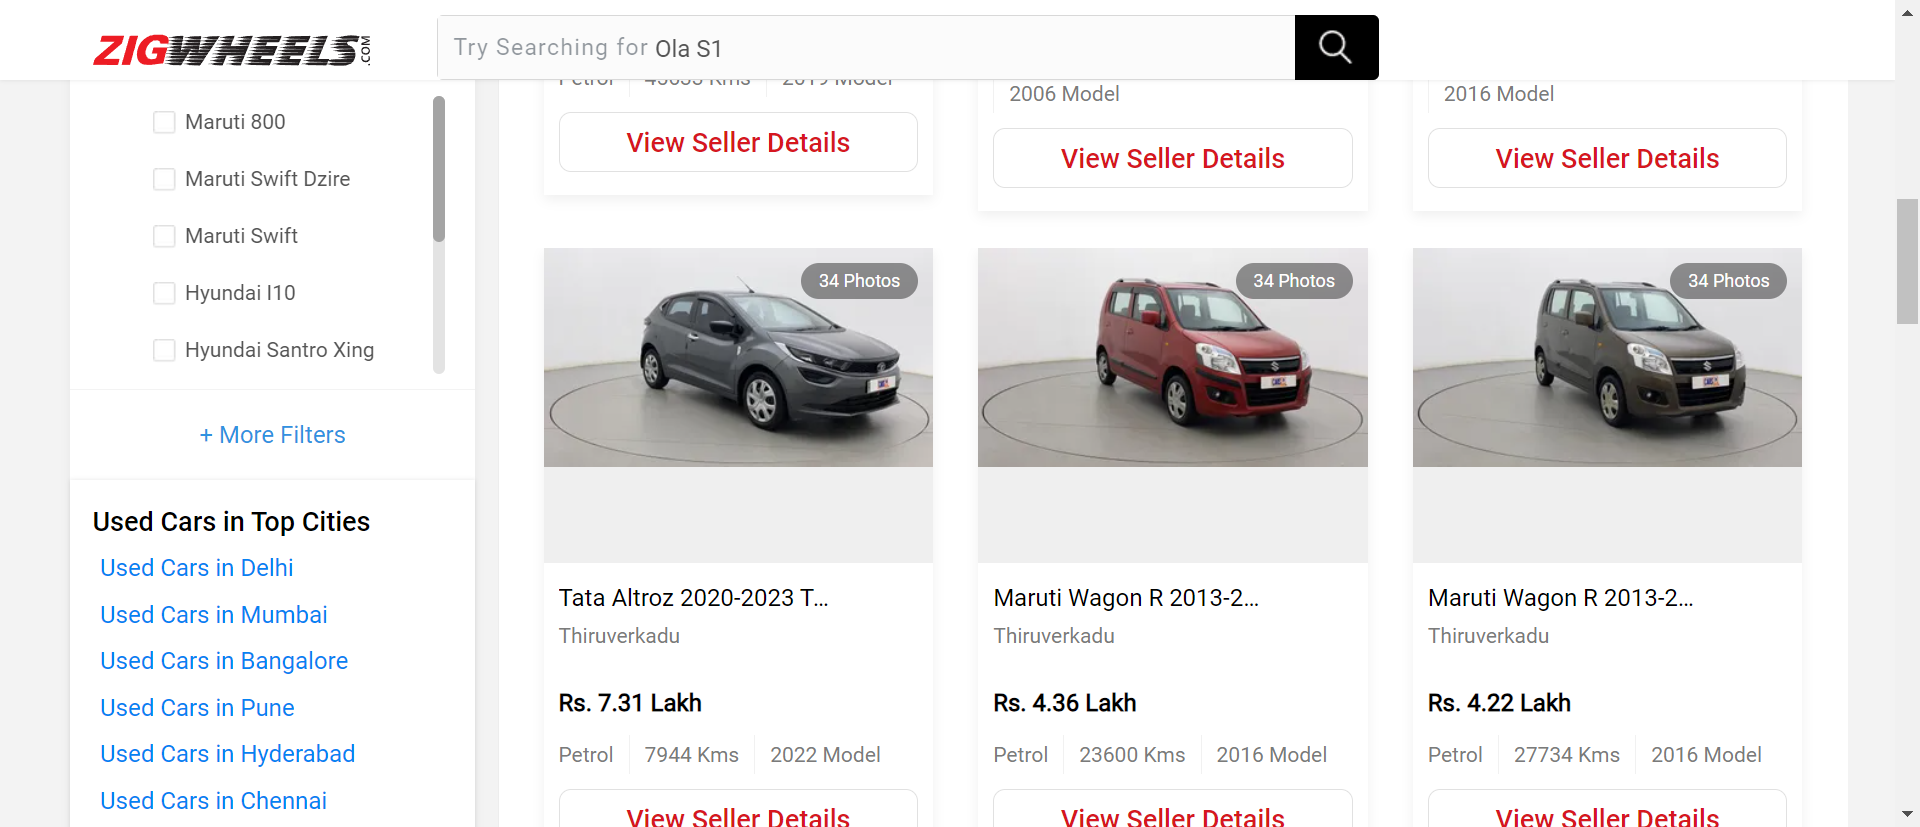 ZIGWHEELS.COM
Try Searching for Ola S1
Maruti 800
Maruti Swift Dzire
Maruti Swift
Hyundai I10
Hyundai Santro Xing
+ More Filters
Used Cars in Top Cities
Used Cars in Delhi
Used Cars in Mumbai
Used Cars in Bangalore
Used Cars in Pune
Used Cars in Hyderabad
Used Cars in Chennai
Petrol Kms 2019 Model
View Seller Details
2006 Model
View Seller Details
2016 Model
View Seller Details
34 Photos
Tata Altroz 2020-2023 T...
Thiruverkadu
Rs. 7.31 Lakh
Petrol 7944 Kms 2022 Model
View Seller Details
34 Photos
Maruti Wagon R 2013-2...
Thiruverkadu
Rs. 4.36 Lakh
Petrol 23600 Kms 2016 Model
View Seller Details
34 Photos
Maruti Wagon R 2013-2...
Thiruverkadu
Rs. 4.22 Lakh
Petrol 27734 Kms 2016 Model
View Seller Details